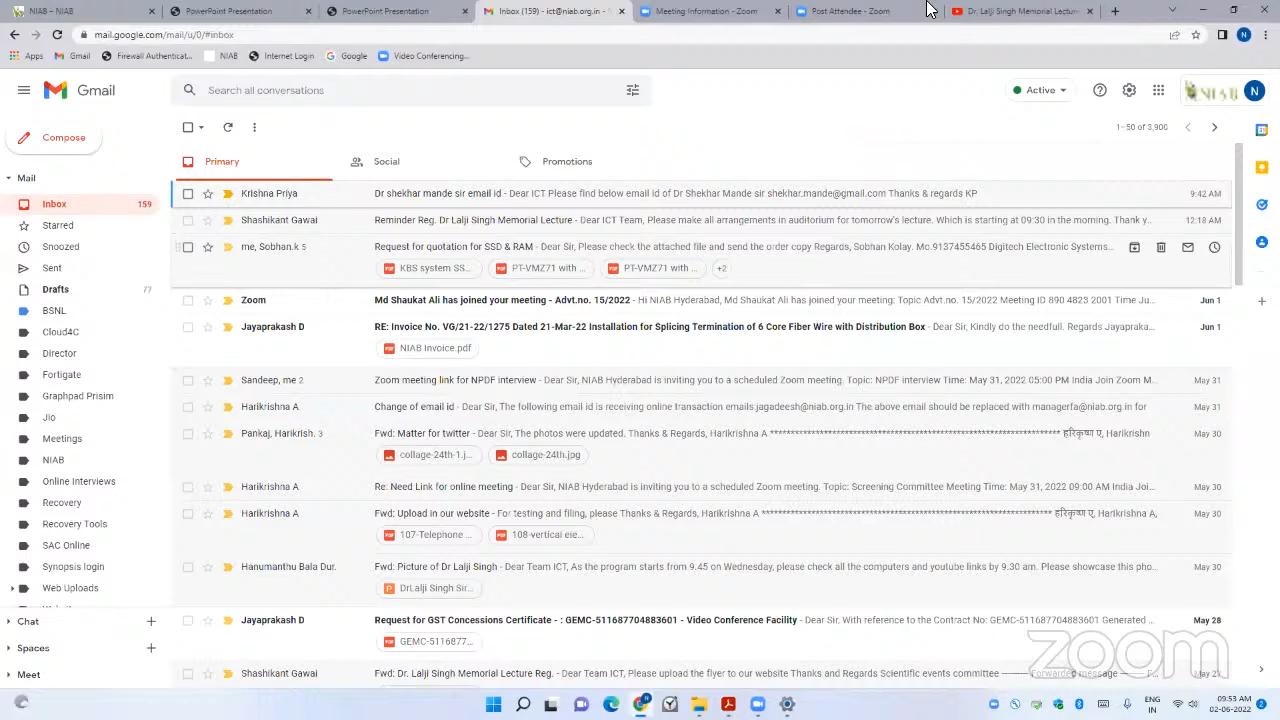 NIAB – NIAB
PowerPoint Presentation
PowerPoint Presentation
Inbox (159) - ict@niab.org.in -
Meeting Information - Zoom
Post Attendee - Zoom
Dr. Lalji Singh Memorial Lecture
mail.google.com/mail/u/0/#inbox
N
Apps
Gmail
Firewall Authenticat...
NIAB
Internet Login
Google
Video Conferencing...
Gmail
Search all conversations
Active
NIAB
N
Compose
1–50 of 3,900
Primary
Social
Promotions
Mail
Inbox 159
Starred
Snoozed
Sent
Drafts 77
BSNL
Cloud4C
Director
Fortigate
Graphpad Prisim
Jio
Meetings
NIAB
Online Interviews
Recovery
Recovery Tools
SAC Online
Synopsis login
Web Uploads
Chat
Spaces
Meet
Krishna Priya Dr shekhar mande sir email id - Dear ICT Please find below email id of Dr Shekhar Mande sir shekhar.mande@gmail.com Thanks & regards KP 9:42 AM
Shashikant Gawai Reminder Reg. Dr Lalji Singh Memorial Lecture - Dear ICT Team, Please make all arrangements in auditorium for tomorrow's lecture. Which is starting at 09:30 in the morning. Thank y... 12:18 AM
me, Sobhan.k 5 Request for quotation for SSD & RAM - Dear Sir, Please check the attached file and send the order copy Regards, Sobhan Kolay. Mo.9137455465 Digitech Electronic Systems...
KBS system SS... PT-VMZ71 with ... PT-VMZ71 with ... +2
Zoom Md Shaukat Ali has joined your meeting - Advt.no. 15/2022 - Hi NIAB Hyderabad, Md Shaukat Ali has joined your meeting: Topic Advt.no. 15/2022 Meeting ID 890 4823 2001 Time Ju... Jun 1
Jayaprakash D RE: Invoice No. VG/21-22/1275 Dated 21-Mar-22 Installation for Splicing Termination of 6 Core Fiber Wire with Distribution Box - Dear Sir, Kindly do the needfull. Regards Jayapraka... Jun 1
NIAB Invoice.pdf
Sandeep, me 2 Zoom meeting link for NPDF interview - Dear Sir, NIAB Hyderabad is inviting you to a scheduled Zoom meeting. Topic: NPDF interview Time: May 31, 2022 05:00 PM India Join Zoom M... May 31
Harikrishna A Change of email id - Dear Sir, The following email id is receiving online transaction emails:jagadeesh@niab.org.in The above email should be replaced with managerfa@niab.org.in for May 31
Pankaj, Harikrish. 3 Fwd: Matter for twitter - Dear Sir, The photos were updated. Thanks & Regards, Harikrishna A हरिकृष्ण ए, Harikrishn May 30
collage-24th-1.j... collage-24th.jpg
Harikrishna A Re: Need Link for online meeting - Dear Sir, NIAB Hyderabad is inviting you to a scheduled Zoom meeting. Topic: Screening Committee Meeting Time: May 31, 2022 09:00 AM India Join... May 30
Harikrishna A Fwd: Upload in our website - For testing and filing, please Thanks & Regards, Harikrishna A हरिकृष्ण ए, Harikrishna A, May 30
107-Telephone ... 108-vertical eie...
Hanumanthu Bala Dur. Fwd: Picture of Dr Lalji Singh - Dear Team ICT, As the program starts from 9.45 on Wednesday, please check all the computers and youtube links by 9.30 am. Please showcase this pho... May 30
DrLalji Singh Sir...
Jayaprakash D Request for GST Concessions Certificate - : GEMC-511687704883601 - Video Conference Facility - Dear Sir, With reference to the Contract No: GEMC-511687704883601 Generated May 28
GEMC-5116877...
Shashikant Gawai Fwd: Dr. Lalji Singh Memorial Lecture Reg. - Dear Team ICT, Please upload the flyer to our website Thanks and Regards Scientific events committee ---------- Forwarded message
zoom
ENG
IN
09:53 AM
02-06-2022
2